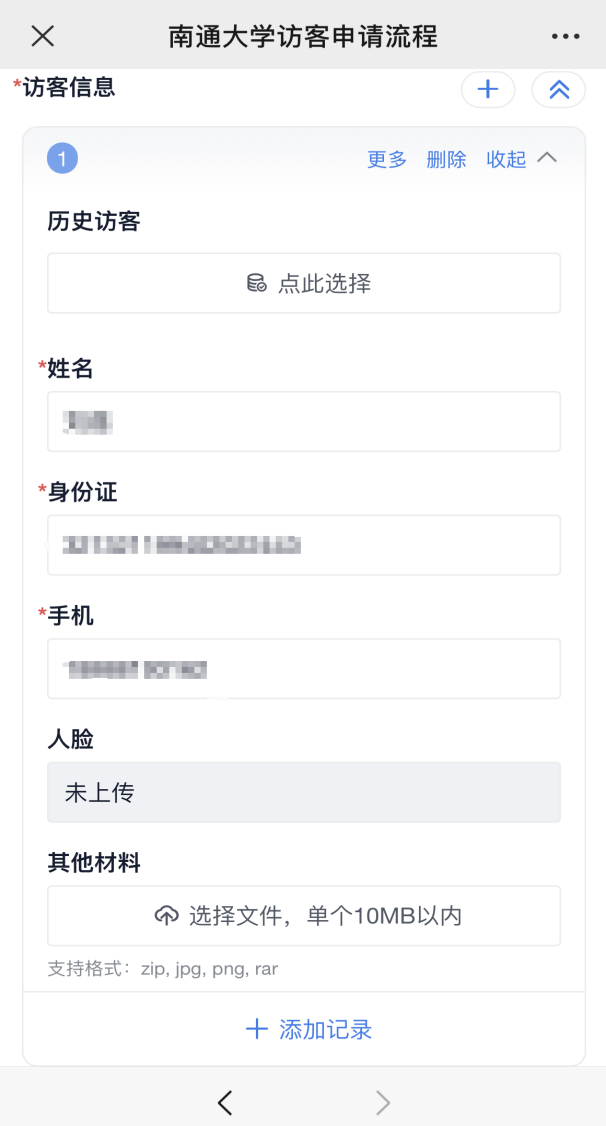 南通大学访客申请流程
*访客信息
1
更多 删除 收起
历史访客
点此选择
*姓名
*身份证
*手机
人脸
未上传
其他材料
选择文件，单个10MB以内
支持格式：zip, jpg, png, rar
添加记录